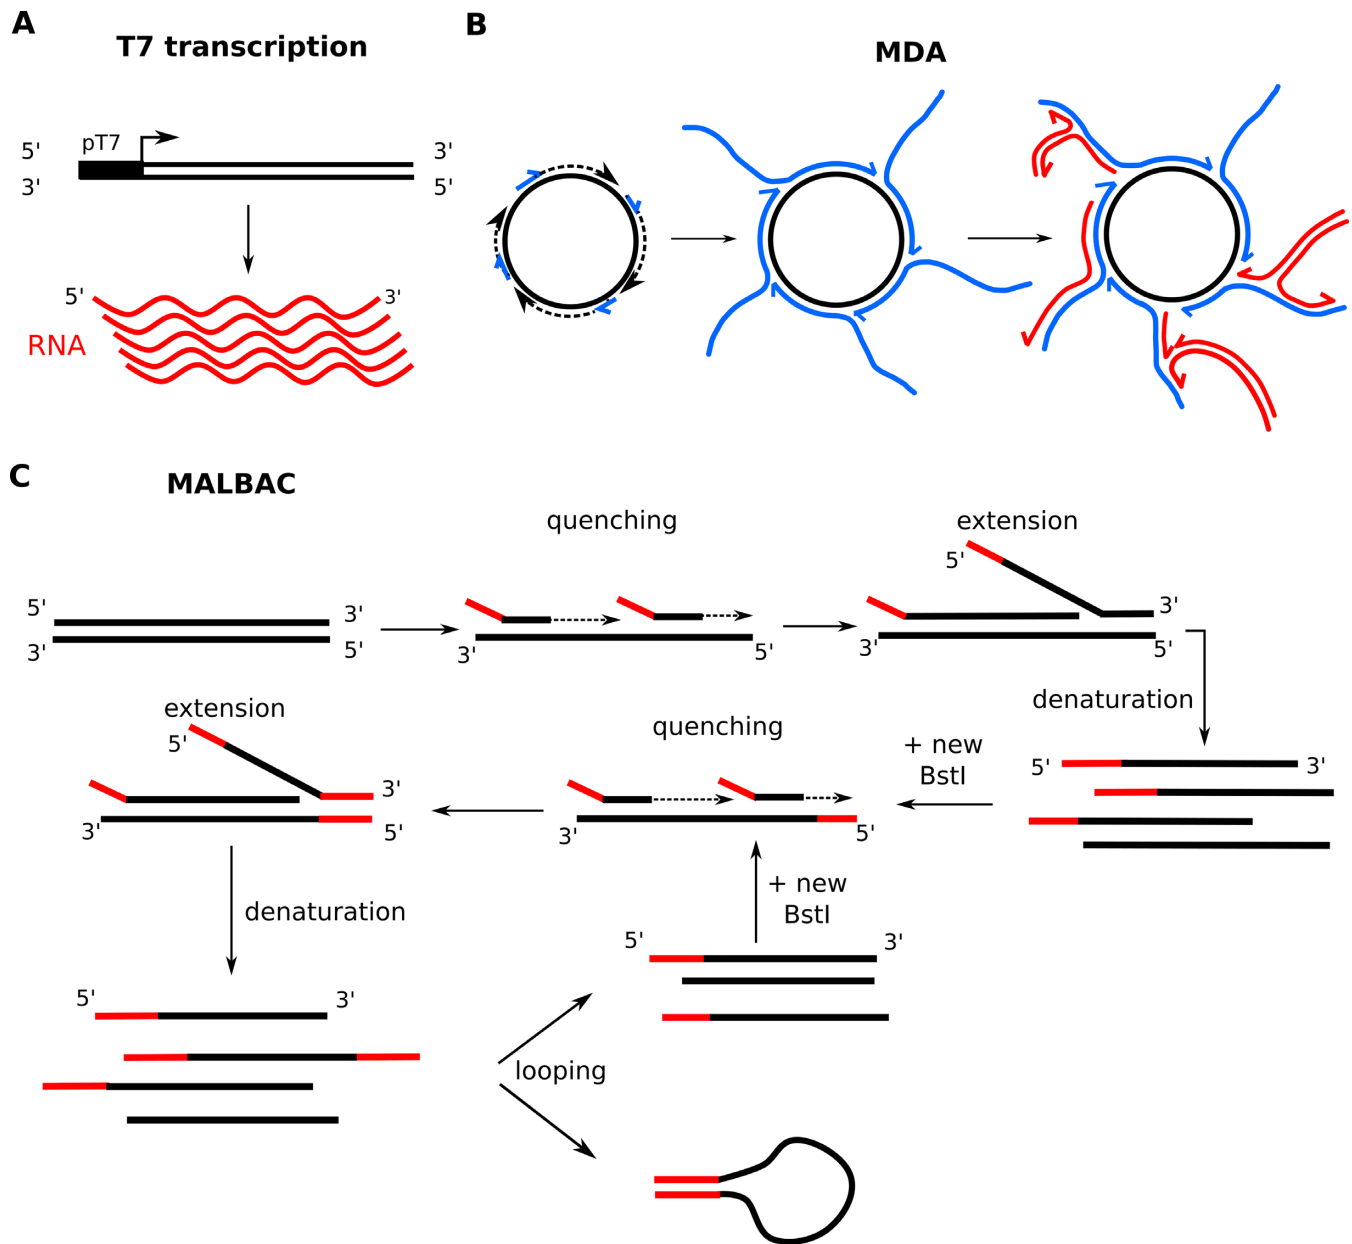 A
T7 transcription
pT7
5' 3'
3' 5'
5' 3'
RNA
B
MDA
C
MALBAC
quenching
extension
5'
5' 3'
3' 5'
3' 5'
3'
3' 5'
denaturation
extension
5'
3'
3' 5'
quenching
3' 5'
+ new
BstI
5' 3'
denaturation
+ new
BstI
5' 3'
5' 3'
looping